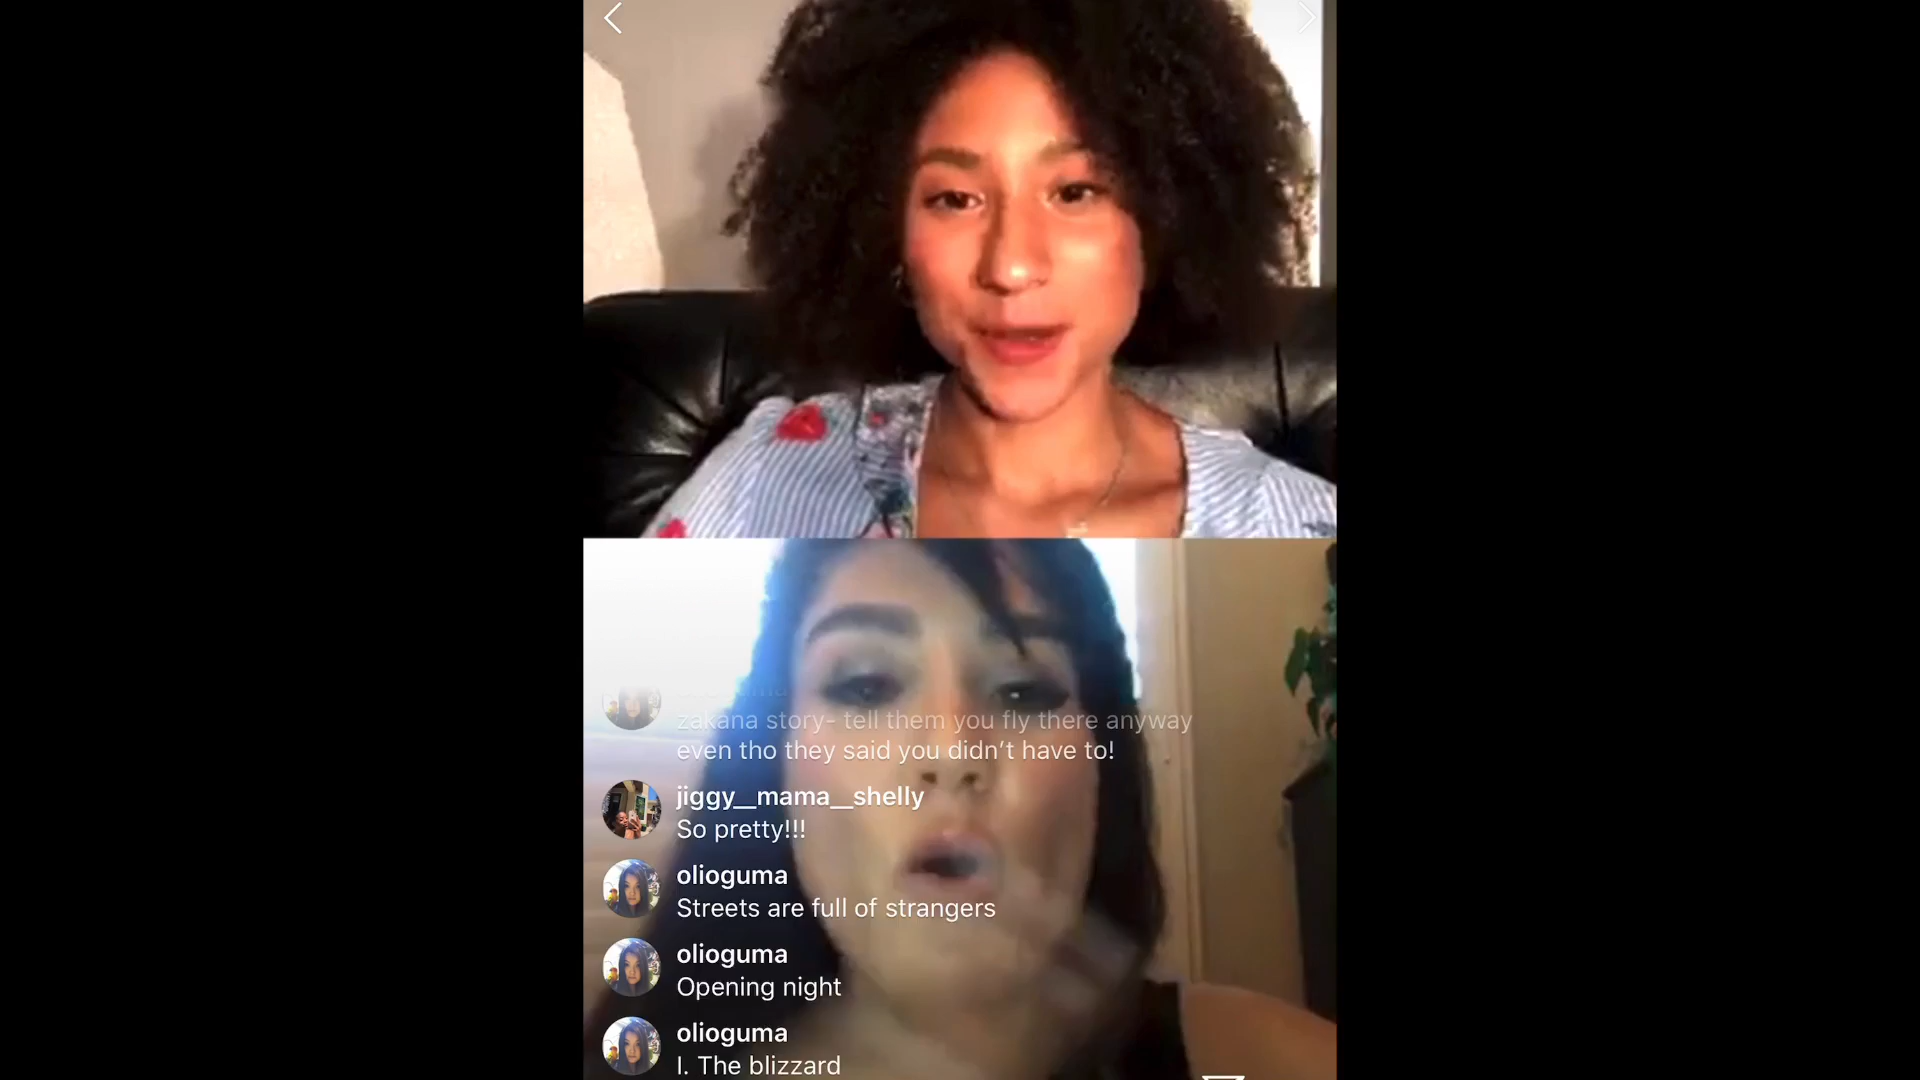 zakana story- tell them you fly there anyway
even tho they said you didn’t have to!
jiggy__mama__shelly
So pretty!!!
olioguma
Streets are full of strangers
olioguma
Opening night
olioguma
I. The blizzard